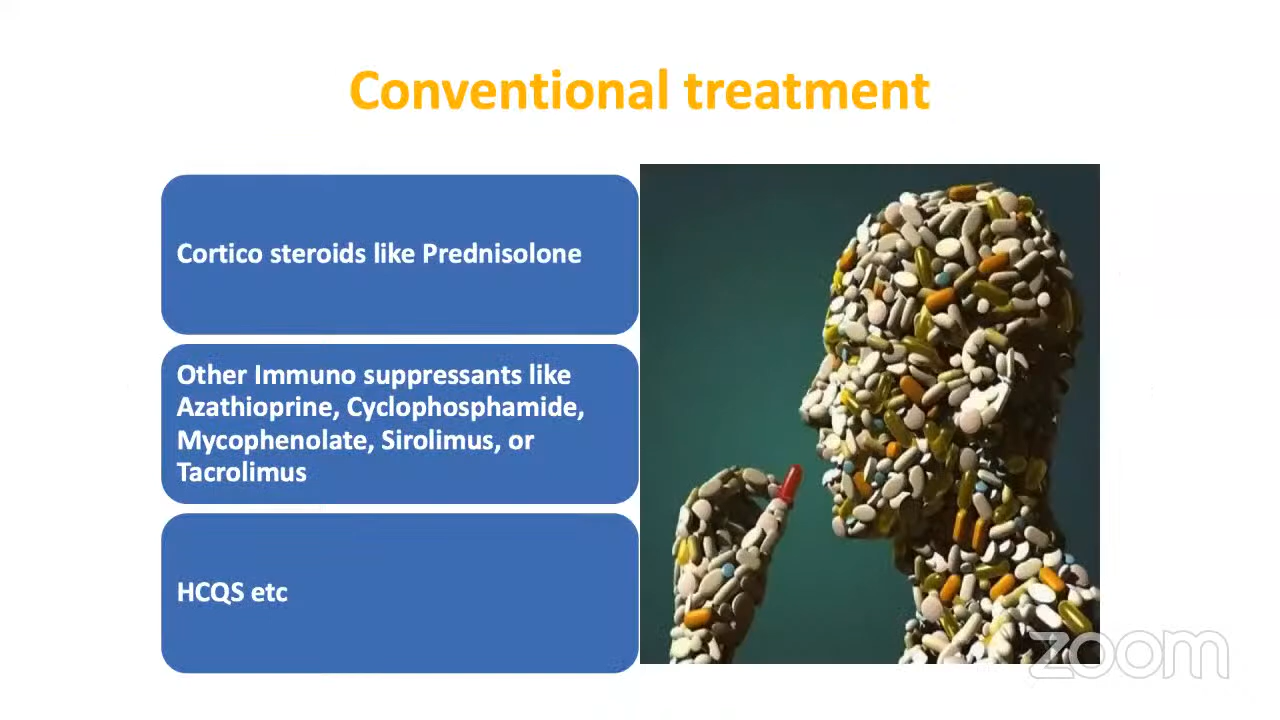 Conventional treatment
Cortico steroids like Prednisolone
Other Immuno suppressants like
Azathioprine, Cyclophosphamide,
Mycophenolate, Sirolimus, or
Tacrolimus
HCQS etc
zoom